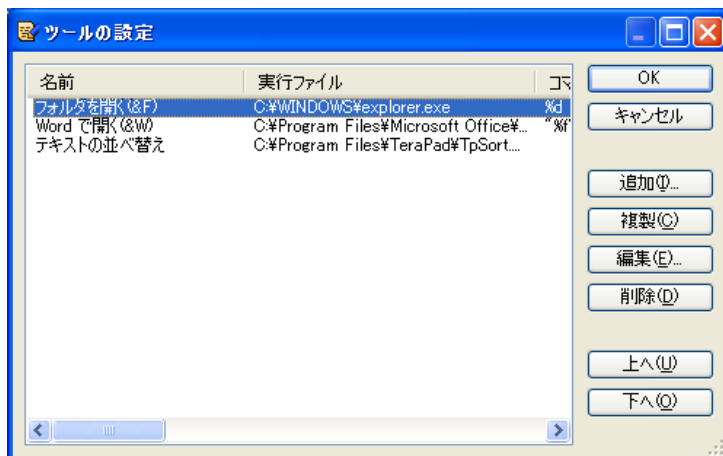 ツールの設定
名前 実行ファイル コマ
フォルダを開く(&F) C:¥WINDOWS¥explorer.exe %d
Word で開く(&W) C:¥Program Files¥Microsoft Office¥... "%f"
テキストの並べ替え C:¥Program Files¥TeraPad¥TpSort...
OK
キャンセル
追加(I)...
複製(C)
編集(E)...
削除(D)
上へ(U)
下へ(O)